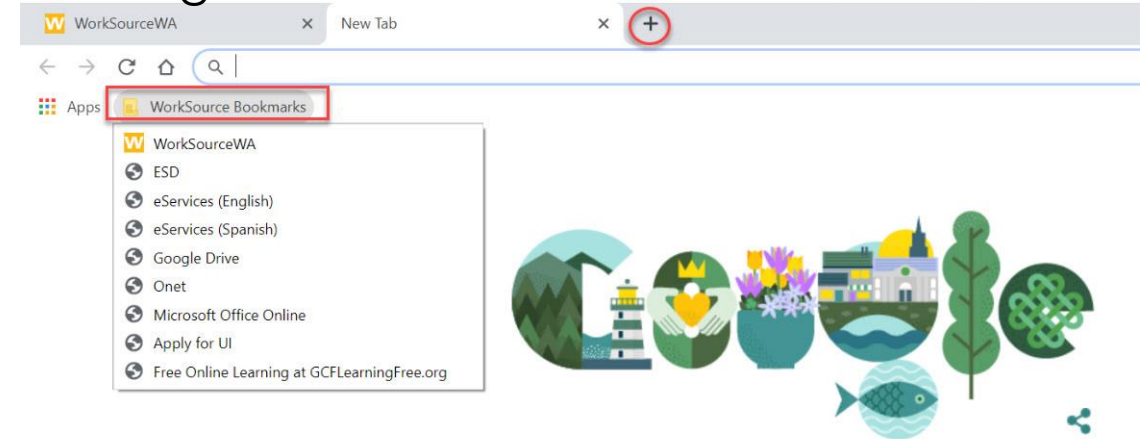 WorkSourceWA
New Tab
Apps
WorkSource Bookmarks
WorkSourceWA
ESD
eServices (English)
eServices (Spanish)
Google Drive
Onet
Microsoft Office Online
Apply for UI
Free Online Learning at GCFLearningFree.org
Google